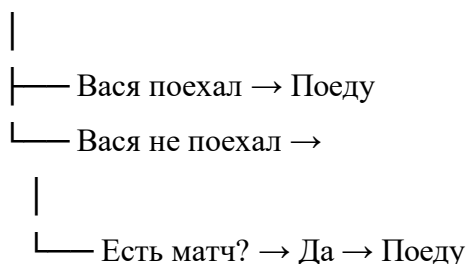 Вася поехал → Поеду
Вася не поехал →
Есть матч? → Да → Поеду